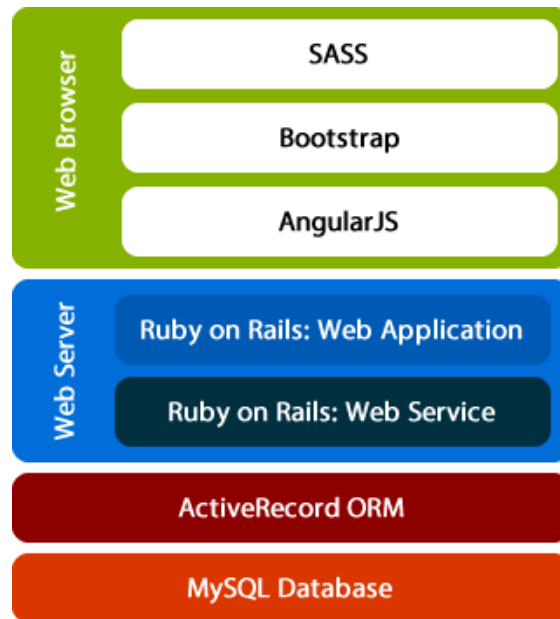 Web Browser
SASS
Bootstrap
AngularJS
Web Server
Ruby on Rails: Web Application
Ruby on Rails: Web Service
ActiveRecord ORM
MySQL Database